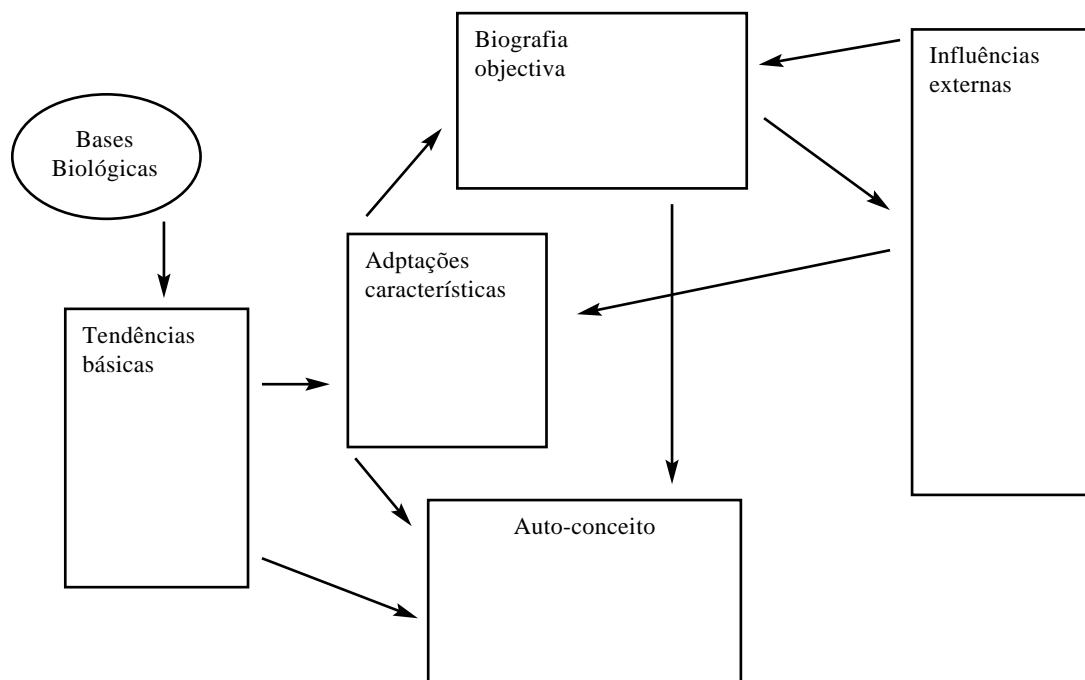 Biografia
objectiva
Influências
externas
Bases
Biológicas
Adptações
características
Tendências
básicas
Auto-conceito